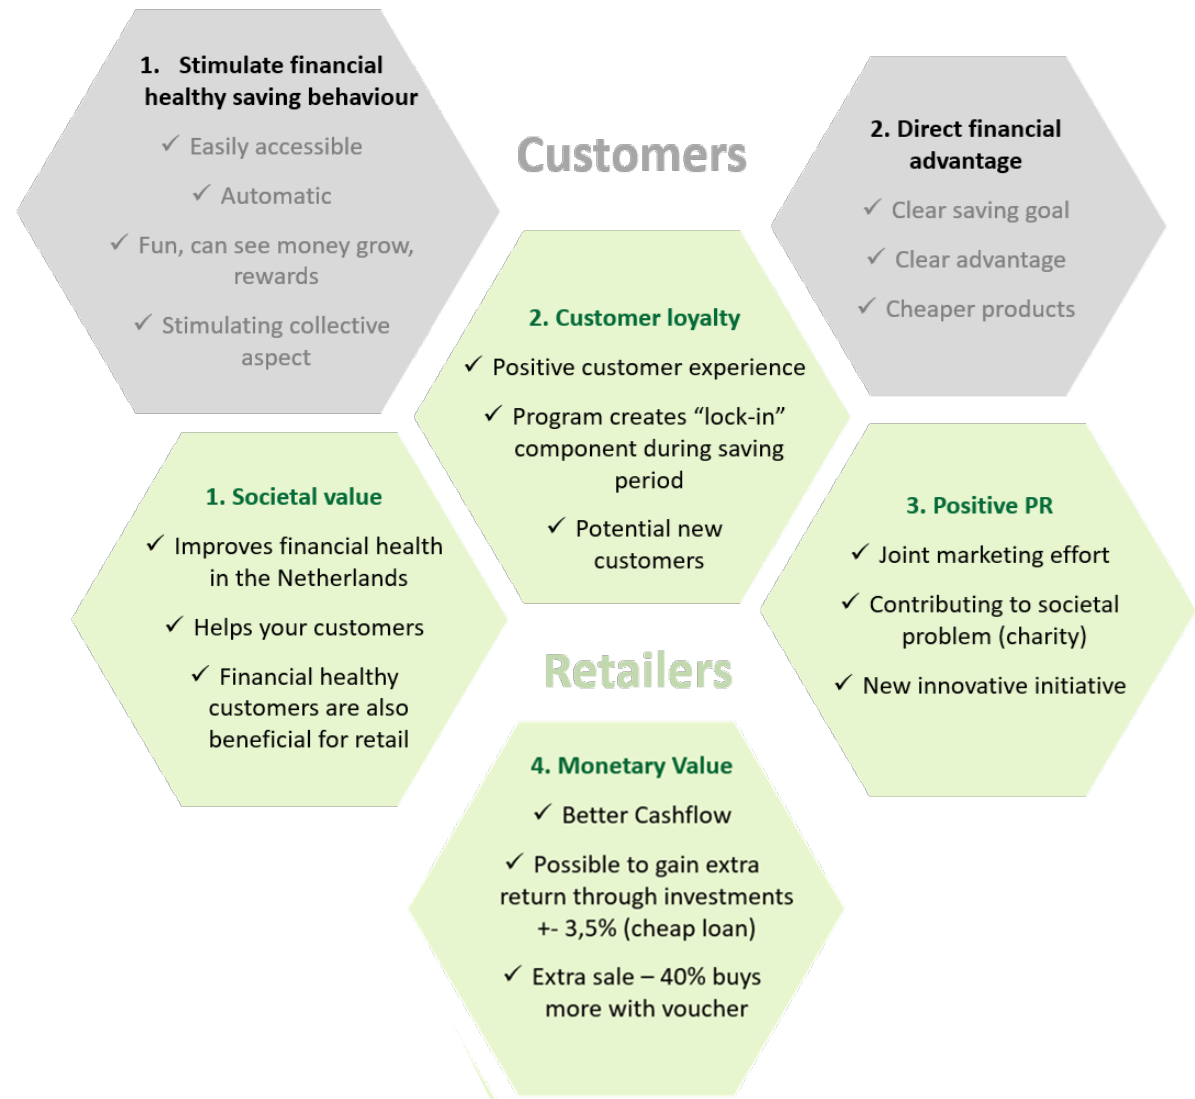 1. Stimulate financial
healthy saving behaviour
✓ Easily accessible
✓ Automatic
✓ Fun, can see money grow,
rewards
✓ Stimulating collective
aspect
Customers
2. Direct financial
advantage
✓ Clear saving goal
✓ Clear advantage
✓ Cheaper products
2. Customer loyalty
✓ Positive customer experience
✓ Program creates “lock-in”
component during saving
period
✓ Potential new
customers
1. Societal value
✓ Improves financial health
in the Netherlands
✓ Helps your customers
✓ Financial healthy
customers are also
beneficial for retail
3. Positive PR
✓ Joint marketing effort
✓ Contributing to societal
problem (charity)
✓ New innovative initiative
Retailers
4. Monetary Value
✓ Better Cashflow
✓ Possible to gain extra
return through investments
+- 3,5% (cheap loan)
✓ Extra sale – 40% buys
more with voucher